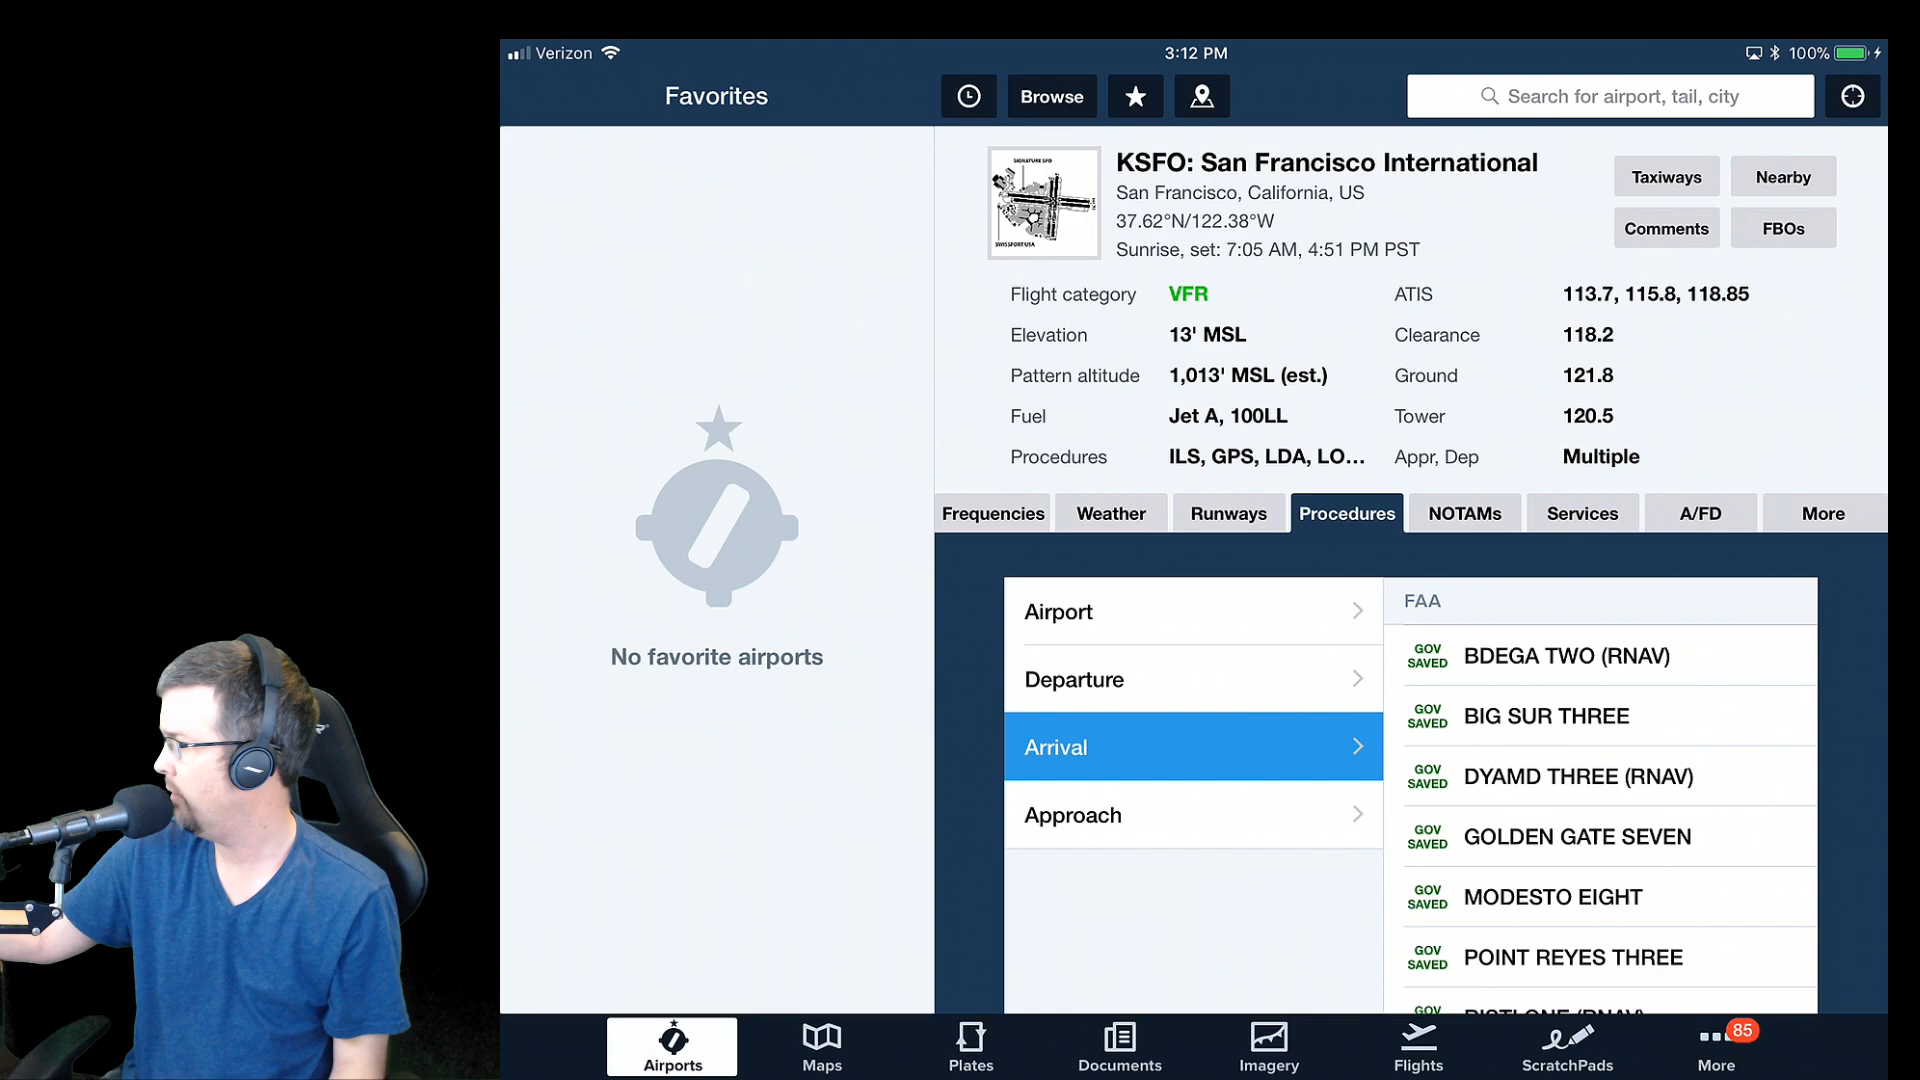 Verizon
3:12 PM
100%
Favorites
Browse
Search for airport, tail, city
SIGNATURE SFO
SWISSPORT USA
KSFO: San Francisco International
San Francisco, California, US
37.62°N/122.38°W
Sunrise, set: 7:05 AM, 4:51 PM PST
Taxiways
Nearby
Comments
FBOs
Flight category VFR
ATIS 113.7, 115.8, 118.85
Elevation 13' MSL
Clearance 118.2
Pattern altitude 1,013' MSL (est.)
Ground 121.8
Fuel Jet A, 100LL
Tower 120.5
Procedures ILS, GPS, LDA, LO...
Appr, Dep Multiple
Frequencies
Weather
Runways
Procedures
NOTAMs
Services
A/FD
More
No favorite airports
Airport
Departure
Arrival
Approach
FAA
GOV SAVED BDEGA TWO (RNAV)
GOV SAVED BIG SUR THREE
GOV SAVED DYAMD THREE (RNAV)
GOV SAVED GOLDEN GATE SEVEN
GOV SAVED MODESTO EIGHT
GOV SAVED POINT REYES THREE
GOV
Airports
Maps
Plates
Documents
Imagery
Flights
ScratchPads
More
85